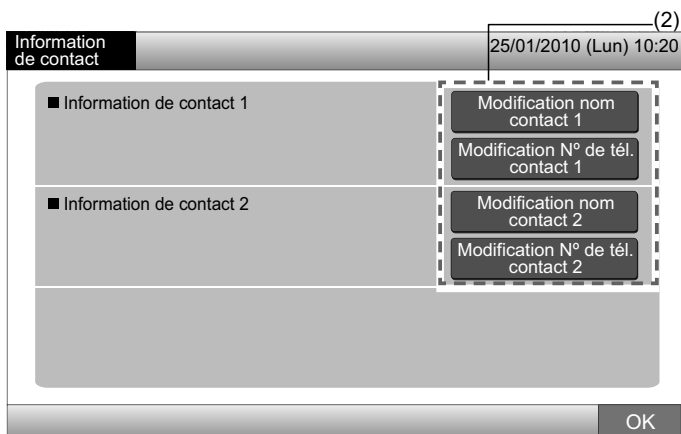 (2)
Information
de contact
25/01/2010 (Lun) 10:20
■ Information de contact 1
Modification nom
contact 1
Modification Nº de tél.
contact 1
■ Information de contact 2
Modification nom
contact 2
Modification Nº de tél.
contact 2
OK